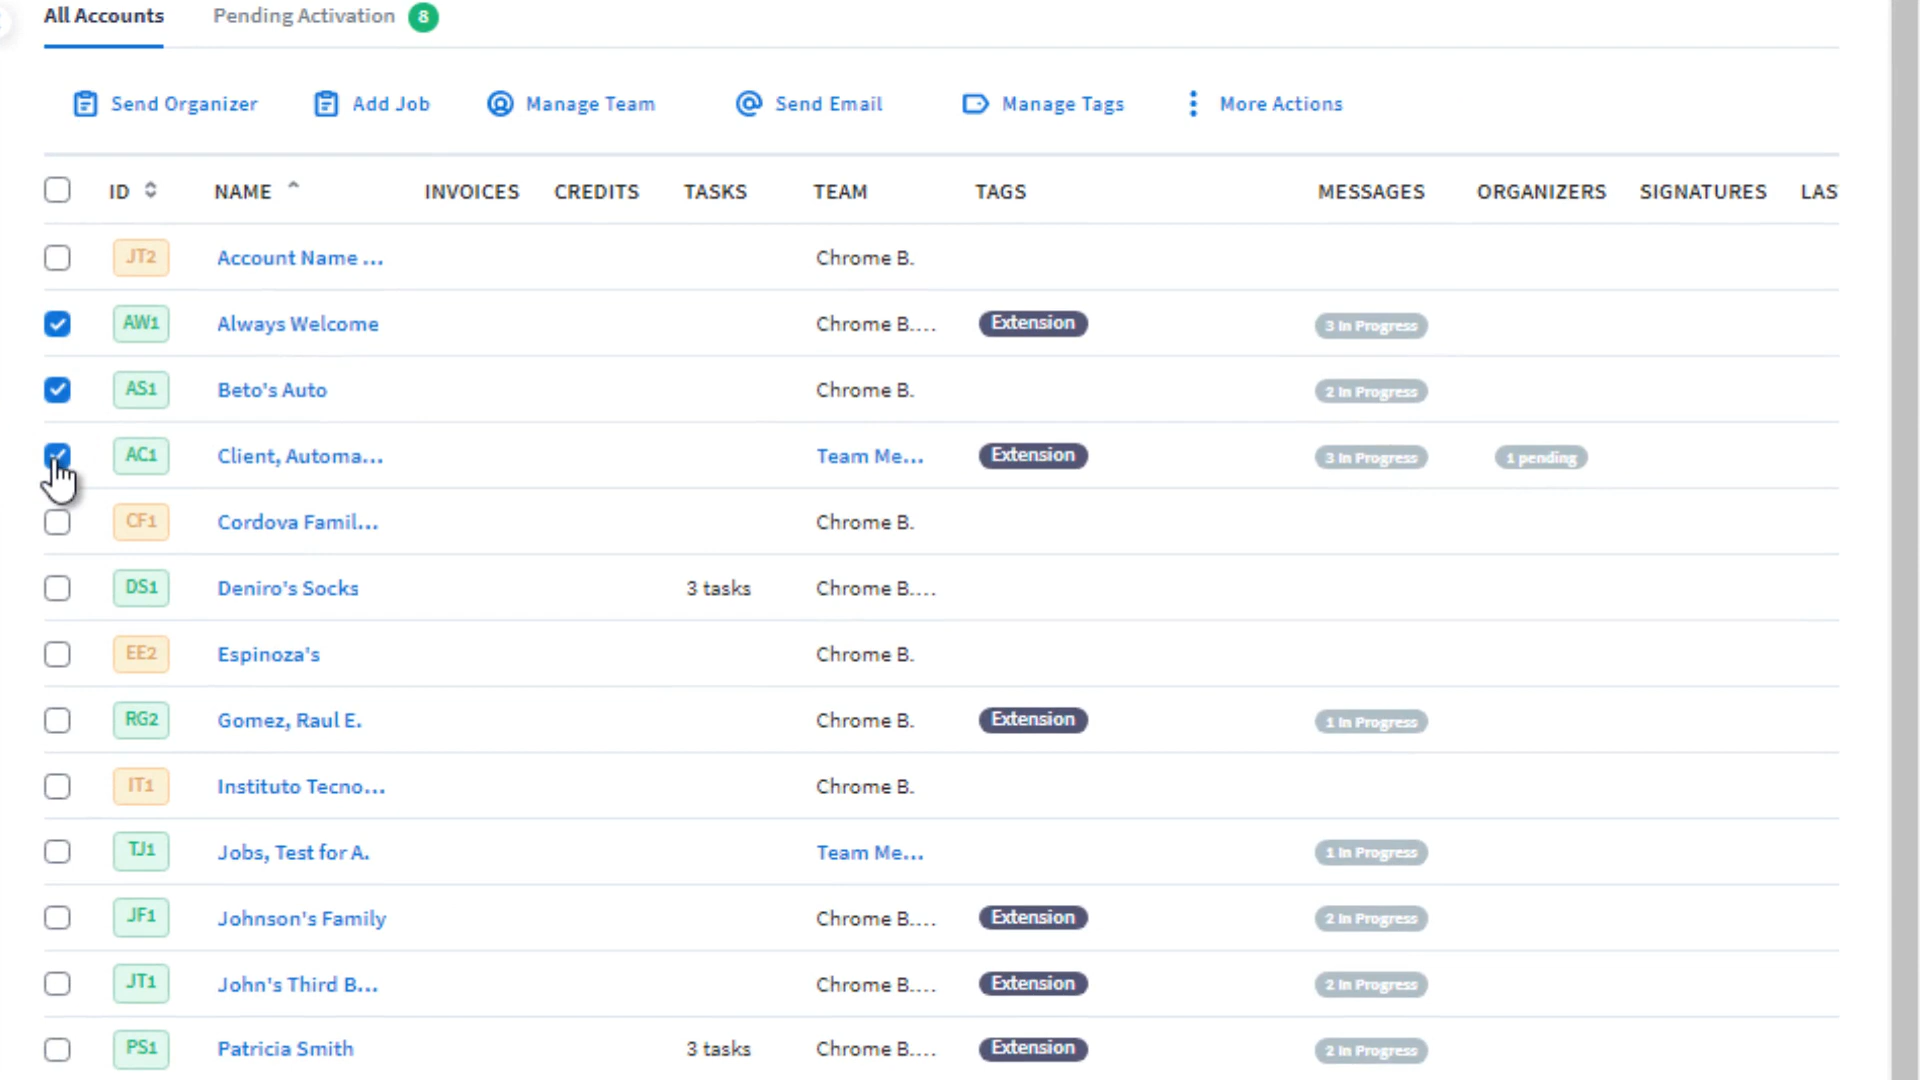 All Accounts Pending Activation 8
Send Organizer Add Job Manage Team Send Email Manage Tags More Actions
ID NAME INVOICES CREDITS TASKS TEAM TAGS MESSAGES ORGANIZERS SIGNATURES LAS
JT2 Account Name ... Chrome B.
AW1 Always Welcome Chrome B.... Extension 3 In Progress
AS1 Beto's Auto Chrome B. 2 In Progress
AC1 Client, Automa... Team Me... Extension 3 In Progress 1 pending
CF1 Cordova Famil... Chrome B.
DS1 Deniro's Socks 3 tasks Chrome B....
EE2 Espinoza's Chrome B.
RG2 Gomez, Raul E. Chrome B. Extension 1 In Progress
IT1 Instituto Tecno... Chrome B.
TJ1 Jobs, Test for A. Team Me... 1 In Progress
JF1 Johnson's Family Chrome B.... Extension 2 In Progress
JT1 John's Third B... Chrome B.... Extension 2 In Progress
PS1 Patricia Smith 3 tasks Chrome B.... Extension 2 In Progress